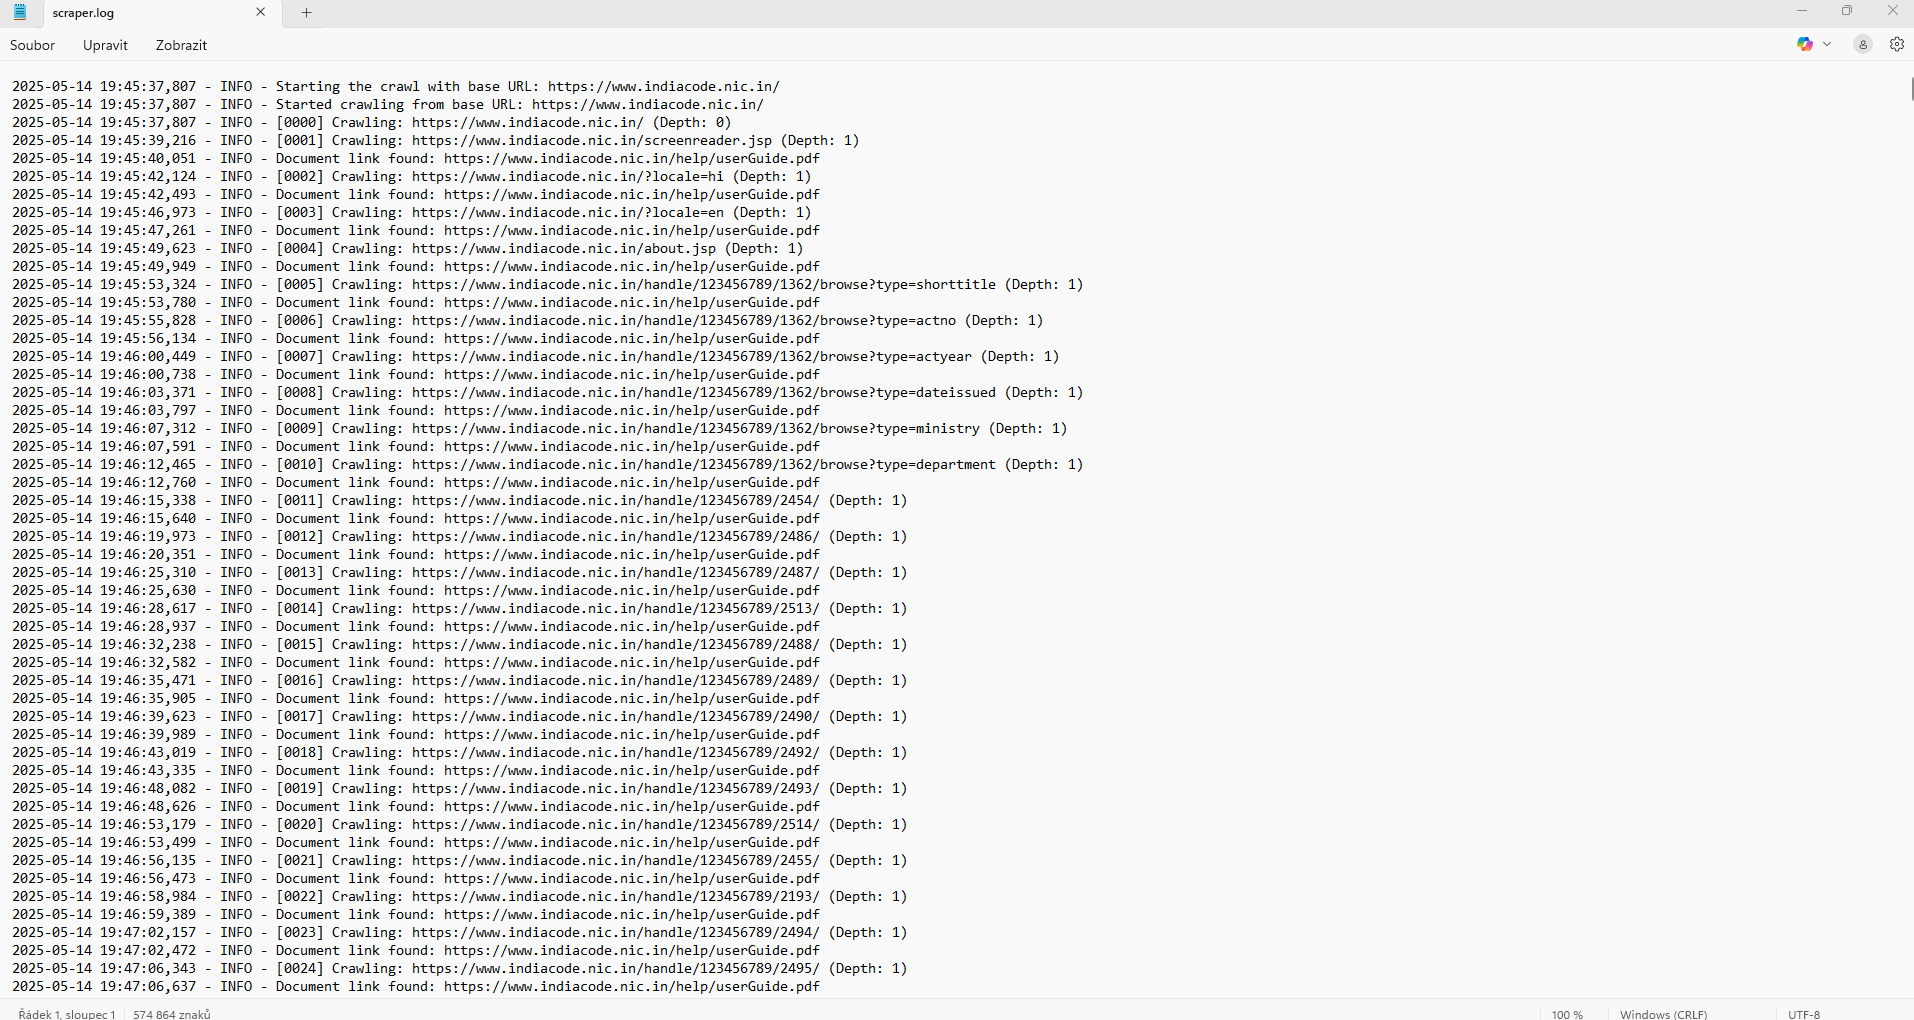 scraper.log
Soubor Upravit Zobrazit
2025-05-14 19:45:37,807 - INFO - Starting the crawl with base URL: https://www.indiacode.nic.in/
2025-05-14 19:45:37,807 - INFO - Started crawling from base URL: https://www.indiacode.nic.in/
2025-05-14 19:45:37,807 - INFO - [0000] Crawling: https://www.indiacode.nic.in/ (Depth: 0)
2025-05-14 19:45:39,216 - INFO - [0001] Crawling: https://www.indiacode.nic.in/screenreader.jsp (Depth: 1)
2025-05-14 19:45:40,051 - INFO - Document link found: https://www.indiacode.nic.in/help/userGuide.pdf
2025-05-14 19:45:42,124 - INFO - [0002] Crawling: https://www.indiacode.nic.in/?locale=hi (Depth: 1)
2025-05-14 19:45:42,493 - INFO - Document link found: https://www.indiacode.nic.in/help/userGuide.pdf
2025-05-14 19:45:46,973 - INFO - [0003] Crawling: https://www.indiacode.nic.in/?locale=en (Depth: 1)
2025-05-14 19:45:47,261 - INFO - Document link found: https://www.indiacode.nic.in/help/userGuide.pdf
2025-05-14 19:45:49,623 - INFO - [0004] Crawling: https://www.indiacode.nic.in/about.jsp (Depth: 1)
2025-05-14 19:45:49,949 - INFO - Document link found: https://www.indiacode.nic.in/help/userGuide.pdf
2025-05-14 19:45:53,324 - INFO - [0005] Crawling: https://www.indiacode.nic.in/handle/123456789/1362/browse?type=shorttitle (Depth: 1)
2025-05-14 19:45:53,780 - INFO - Document link found: https://www.indiacode.nic.in/help/userGuide.pdf
2025-05-14 19:45:55,828 - INFO - [0006] Crawling: https://www.indiacode.nic.in/handle/123456789/1362/browse?type=actno (Depth: 1)
2025-05-14 19:45:56,134 - INFO - Document link found: https://www.indiacode.nic.in/help/userGuide.pdf
2025-05-14 19:46:00,449 - INFO - [0007] Crawling: https://www.indiacode.nic.in/handle/123456789/1362/browse?type=actyear (Depth: 1)
2025-05-14 19:46:00,738 - INFO - Document link found: https://www.indiacode.nic.in/help/userGuide.pdf
2025-05-14 19:46:03,371 - INFO - [0008] Crawling: https://www.indiacode.nic.in/handle/123456789/1362/browse?type=dateissued (Depth: 1)
2025-05-14 19:46:03,797 - INFO - Document link found: https://www.indiacode.nic.in/help/userGuide.pdf
2025-05-14 19:46:07,312 - INFO - [0009] Crawling: https://www.indiacode.nic.in/handle/123456789/1362/browse?type=ministry (Depth: 1)
2025-05-14 19:46:07,591 - INFO - Document link found: https://www.indiacode.nic.in/help/userGuide.pdf
2025-05-14 19:46:12,465 - INFO - [0010] Crawling: https://www.indiacode.nic.in/handle/123456789/1362/browse?type=department (Depth: 1)
2025-05-14 19:46:12,760 - INFO - Document link found: https://www.indiacode.nic.in/help/userGuide.pdf
2025-05-14 19:46:15,338 - INFO - [0011] Crawling: https://www.indiacode.nic.in/handle/123456789/2454/ (Depth: 1)
2025-05-14 19:46:15,640 - INFO - Document link found: https://www.indiacode.nic.in/help/userGuide.pdf
2025-05-14 19:46:19,973 - INFO - [0012] Crawling: https://www.indiacode.nic.in/handle/123456789/2486/ (Depth: 1)
2025-05-14 19:46:20,351 - INFO - Document link found: https://www.indiacode.nic.in/help/userGuide.pdf
2025-05-14 19:46:25,310 - INFO - [0013] Crawling: https://www.indiacode.nic.in/handle/123456789/2487/ (Depth: 1)
2025-05-14 19:46:25,630 - INFO - Document link found: https://www.indiacode.nic.in/help/userGuide.pdf
2025-05-14 19:46:28,617 - INFO - [0014] Crawling: https://www.indiacode.nic.in/handle/123456789/2513/ (Depth: 1)
2025-05-14 19:46:28,937 - INFO - Document link found: https://www.indiacode.nic.in/help/userGuide.pdf
2025-05-14 19:46:32,238 - INFO - [0015] Crawling: https://www.indiacode.nic.in/handle/123456789/2488/ (Depth: 1)
2025-05-14 19:46:32,582 - INFO - Document link found: https://www.indiacode.nic.in/help/userGuide.pdf
2025-05-14 19:46:35,471 - INFO - [0016] Crawling: https://www.indiacode.nic.in/handle/123456789/2489/ (Depth: 1)
2025-05-14 19:46:35,905 - INFO - Document link found: https://www.indiacode.nic.in/help/userGuide.pdf
2025-05-14 19:46:39,623 - INFO - [0017] Crawling: https://www.indiacode.nic.in/handle/123456789/2490/ (Depth: 1)
2025-05-14 19:46:39,989 - INFO - Document link found: https://www.indiacode.nic.in/help/userGuide.pdf
2025-05-14 19:46:43,019 - INFO - [0018] Crawling: https://www.indiacode.nic.in/handle/123456789/2492/ (Depth: 1)
2025-05-14 19:46:43,335 - INFO - Document link found: https://www.indiacode.nic.in/help/userGuide.pdf
2025-05-14 19:46:48,082 - INFO - [0019] Crawling: https://www.indiacode.nic.in/handle/123456789/2493/ (Depth: 1)
2025-05-14 19:46:48,626 - INFO - Document link found: https://www.indiacode.nic.in/help/userGuide.pdf
2025-05-14 19:46:53,179 - INFO - [0020] Crawling: https://www.indiacode.nic.in/handle/123456789/2514/ (Depth: 1)
2025-05-14 19:46:53,499 - INFO - Document link found: https://www.indiacode.nic.in/help/userGuide.pdf
2025-05-14 19:46:56,135 - INFO - [0021] Crawling: https://www.indiacode.nic.in/handle/123456789/2455/ (Depth: 1)
2025-05-14 19:46:56,473 - INFO - Document link found: https://www.indiacode.nic.in/help/userGuide.pdf
2025-05-14 19:46:58,984 - INFO - [0022] Crawling: https://www.indiacode.nic.in/handle/123456789/2193/ (Depth: 1)
2025-05-14 19:46:59,389 - INFO - Document link found: https://www.indiacode.nic.in/help/userGuide.pdf
2025-05-14 19:47:02,157 - INFO - [0023] Crawling: https://www.indiacode.nic.in/handle/123456789/2494/ (Depth: 1)
2025-05-14 19:47:02,472 - INFO - Document link found: https://www.indiacode.nic.in/help/userGuide.pdf
2025-05-14 19:47:06,343 - INFO - [0024] Crawling: https://www.indiacode.nic.in/handle/123456789/2495/ (Depth: 1)
2025-05-14 19:47:06,637 - INFO - Document link found: https://www.indiacode.nic.in/help/userGuide.pdf
Řádek 1, sloupec 1 574 864 znaků 100 % Windows (CRLF) UTF-8